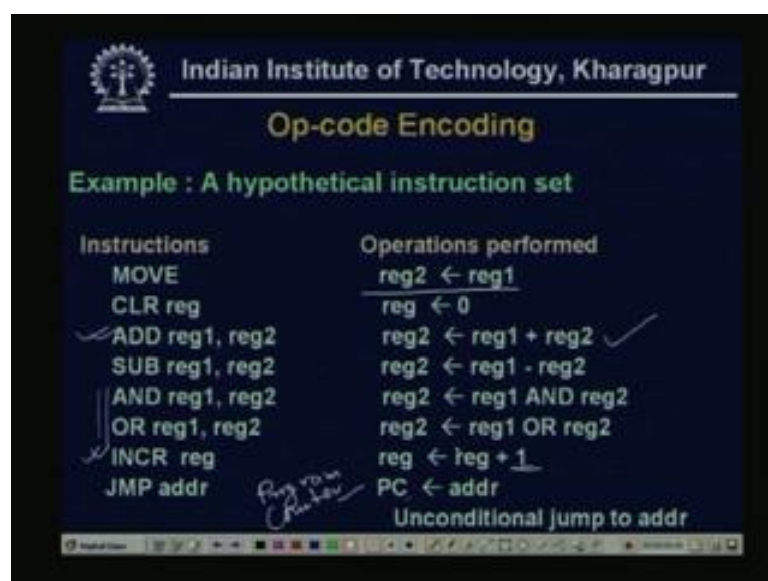 Indian Institute of Technology, Kharagpur
Op-code Encoding
Example : A hypothetical instruction set
Instructions Operations performed
MOVE reg2 ← reg1
CLR reg reg ← 0
ADD reg1, reg2 reg2 ← reg1 + reg2
SUB reg1, reg2 reg2 ← reg1 - reg2
AND reg1, reg2 reg2 ← reg1 AND reg2
OR reg1, reg2 reg2 ← reg1 OR reg2
INCR reg reg ← reg + 1
JMP addr Program PC ← addr
Counter
Unconditional jump to addr